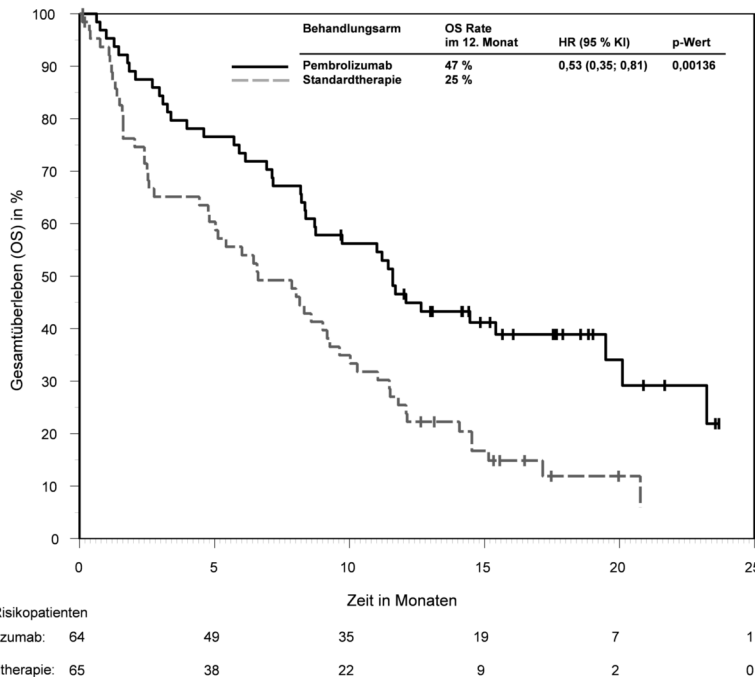 Behandlungsarm OS Rate im 12. Monat HR (95 % KI) p-Wert
Pembrolizumab 47 % 0,53 (0,35; 0,81) 0,00136
Standardtherapie 25 %
Gesamtüberleben (OS) in %
100
90
80
70
60
50
40
30
20
10
0
0 5 10 15 20 25
Zeit in Monaten
Risikopatienten
zumab: 64 49 35 19 7 1
therapie: 65 38 22 9 2 0